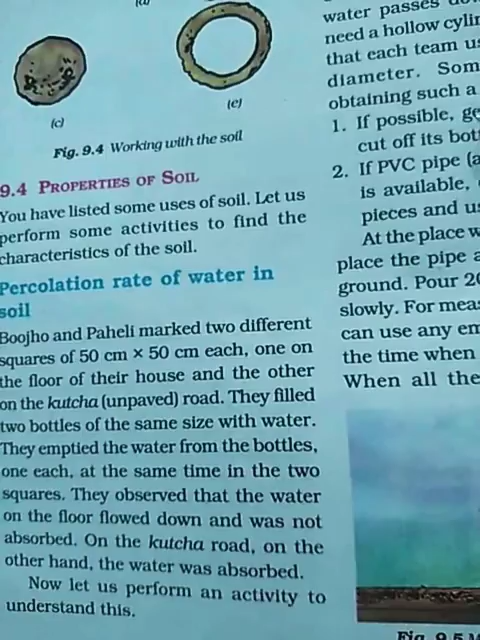 (c)
(e)
Fig. 9.4 Working with the soil
9.4 PROPERTIES OF SOIL
You have listed some uses of soil. Let us
perform some activities to find the
characteristics of the soil.
Percolation rate of water in
soil
Boojho and Paheli marked two different
squares of 50 cm × 50 cm each, one on
the floor of their house and the other
on the kutcha (unpaved) road. They filled
two bottles of the same size with water.
They emptied the water from the bottles,
one each, at the same time in the two
squares. They observed that the water
on the floor flowed down and was not
absorbed. On the kutcha road, on the
other hand, the water was absorbed.
Now let us perform an activity to
understand this.
water passes
need a hollow
that each team
diameter.
obtaining such a
1. If possible,
cut off its
2. If PVC pipe
is available,
pieces and
At the place
place the pipe
ground. Pour
slowly. For
can use any
the time when
When all the
Fig. 9.5